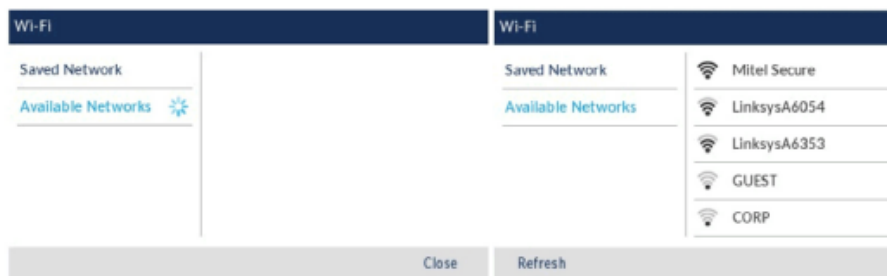 Wi-Fi
Saved Network
Available Networks
Close
Wi-Fi
Saved Network
Available Networks
Mitel Secure
LinksysA6054
LinksysA6353
GUEST
CORP
Refresh